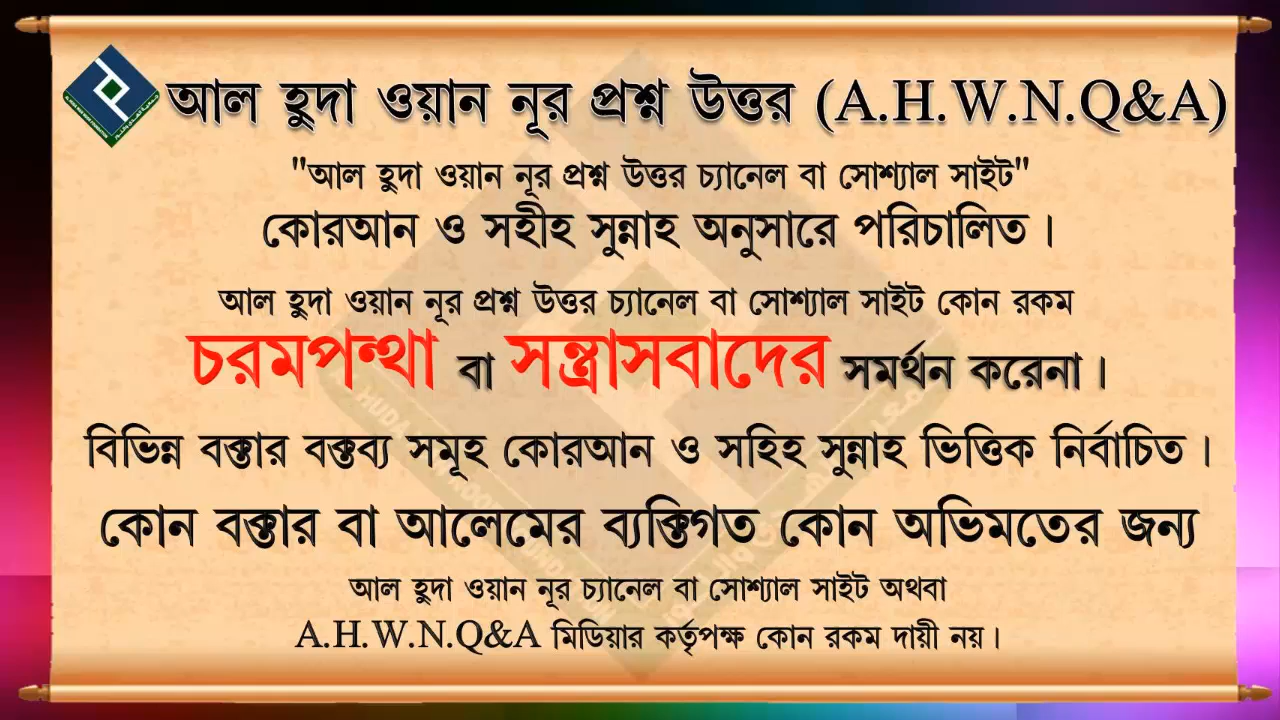 আল হুদা ওয়ান নূর প্রশ্ন উত্তর (A.H.W.N.Q&A)
"আল হুদা ওয়ান নূর প্রশ্ন উত্তর চ্যানেল বা সোশ্যাল সাইট"
কোরআন ও সহীহ সুন্নাহ অনুসারে পরিচালিত।
আল হুদা ওয়ান নূর প্রশ্ন উত্তর চ্যানেল বা সোশ্যাল সাইট কোন রকম
চরমপন্থা বা সন্ত্রাসবাদের সমর্থন করেনা।
বিভিন্ন বক্তার বক্তব্য সমূহ কোরআন ও সহিহ সুন্নাহ ভিত্তিক নির্বাচিত।
কোন বক্তার বা আলেমের ব্যক্তিগত কোন অভিমতের জন্য
আল হুদা ওয়ান নূর চ্যানেল বা সোশ্যাল সাইট অথবা
A.H.W.N.Q&A মিডিয়ার কর্তৃপক্ষ কোন রকম দায়ী নয়।